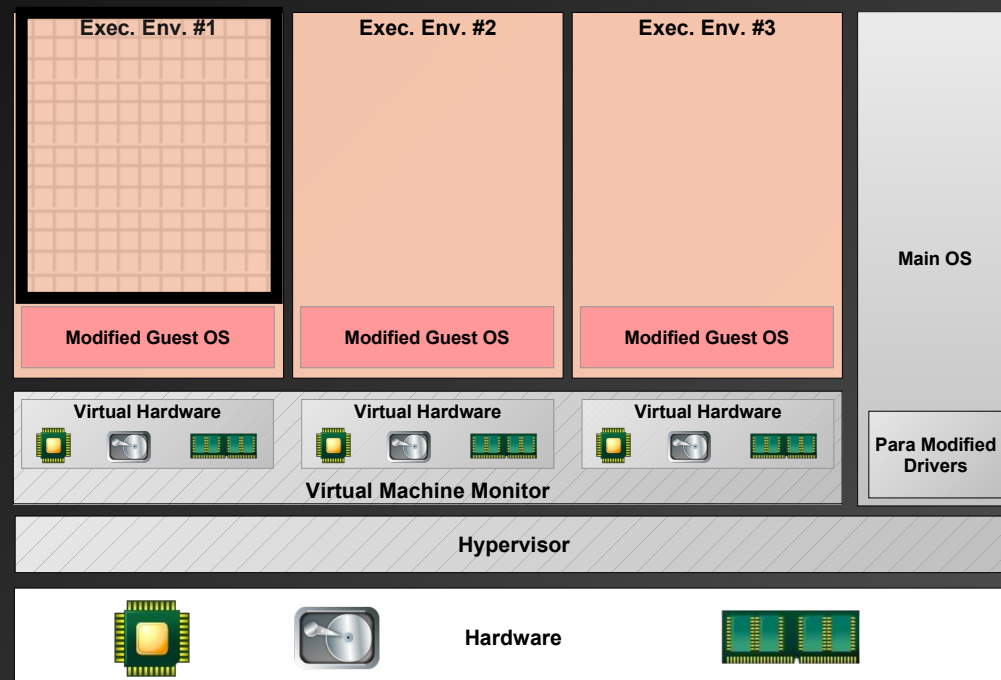 Exec. Env. #1
Exec. Env. #2
Exec. Env. #3
Main OS
Modified Guest OS
Modified Guest OS
Modified Guest OS
Virtual Hardware
Virtual Hardware
Virtual Hardware
Para Modified
Drivers
Virtual Machine Monitor
Hypervisor
Hardware